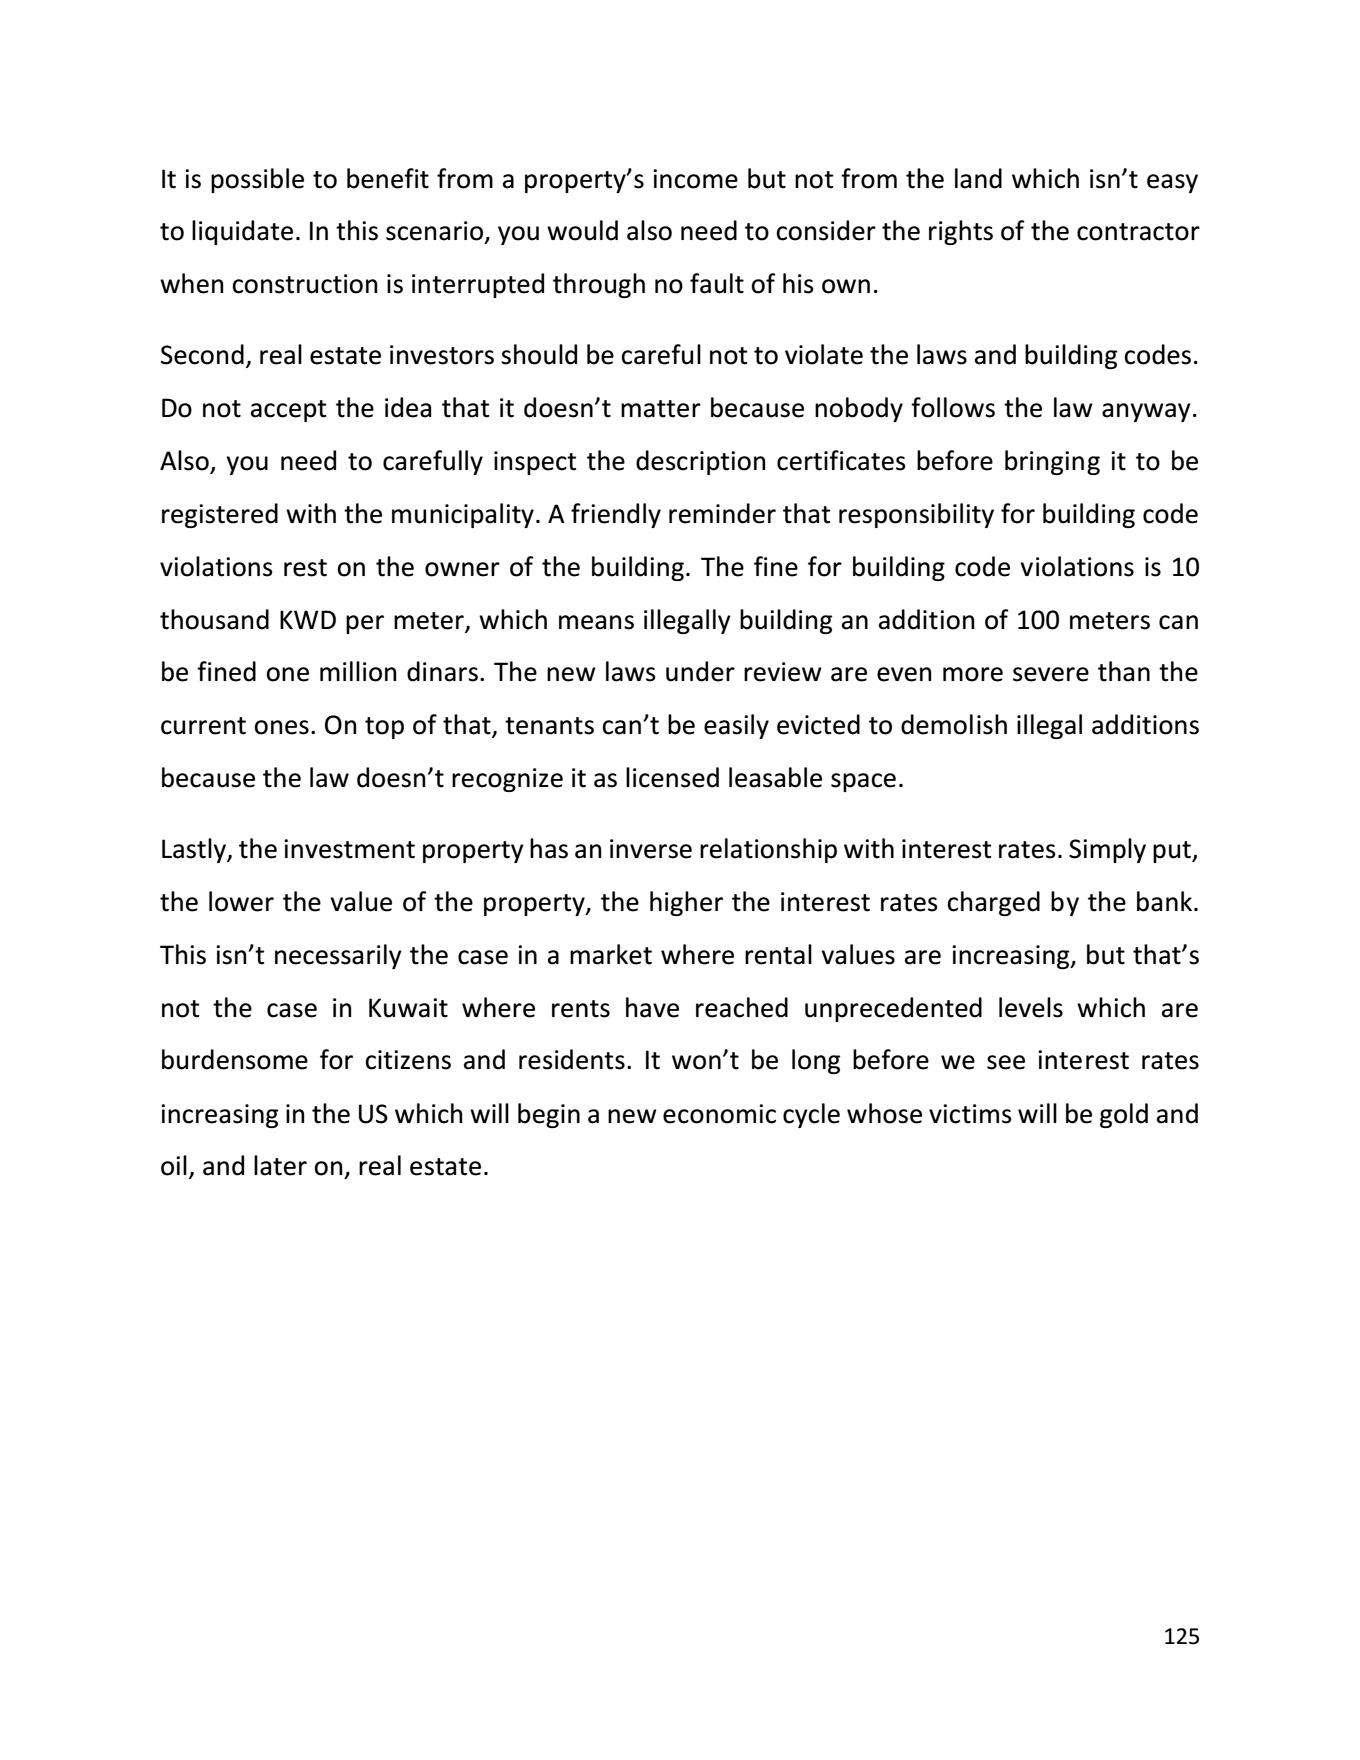 It is possible to benefit from a property’s income but not from the land which isn’t easy
to liquidate. In this scenario, you would also need to consider the rights of the contractor
when construction is interrupted through no fault of his own.
Second, real estate investors should be careful not to violate the laws and building codes.
Do not accept the idea that it doesn’t matter because nobody follows the law anyway.
Also, you need to carefully inspect the description certificates before bringing it to be
registered with the municipality. A friendly reminder that responsibility for building code
violations rest on the owner of the building. The fine for building code violations is 10
thousand KWD per meter, which means illegally building an addition of 100 meters can
be fined one million dinars. The new laws under review are even more severe than the
current ones. On top of that, tenants can’t be easily evicted to demolish illegal additions
because the law doesn’t recognize it as licensed leasable space.
Lastly, the investment property has an inverse relationship with interest rates. Simply put,
the lower the value of the property, the higher the interest rates charged by the bank.
This isn’t necessarily the case in a market where rental values are increasing, but that’s
not the case in Kuwait where rents have reached unprecedented levels which are
burdensome for citizens and residents. It won’t be long before we see interest rates
increasing in the US which will begin a new economic cycle whose victims will be gold and
oil, and later on, real estate.
125